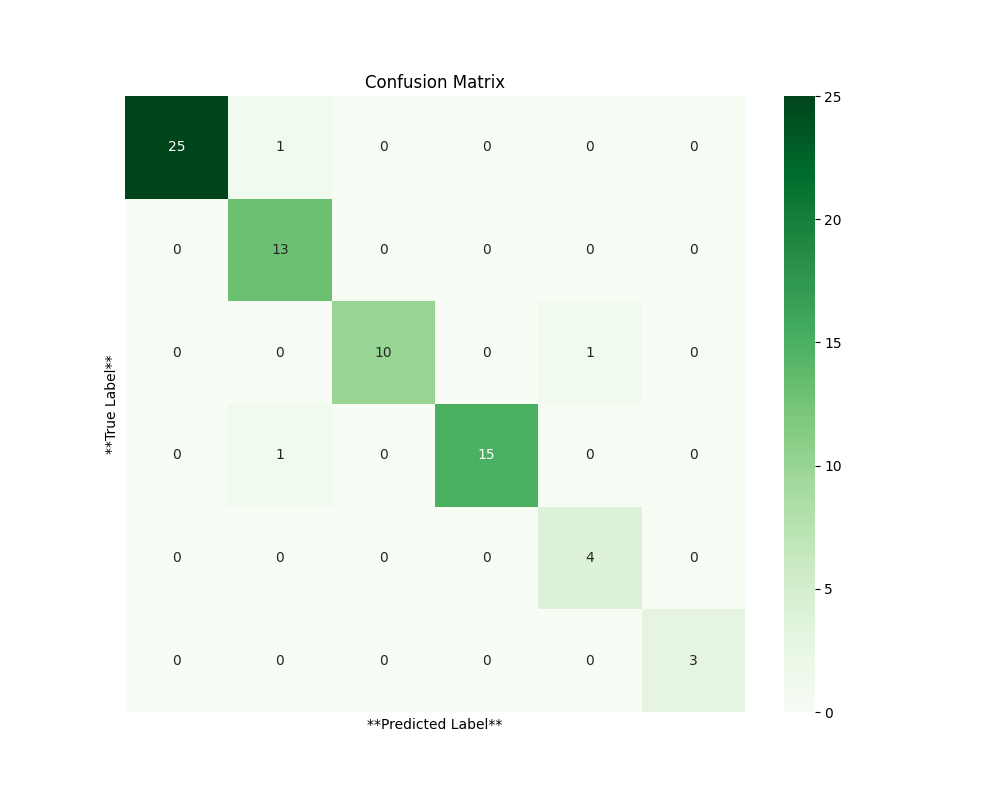 Confusion Matrix
25 1 0 0 0 0
0 13 0 0 0 0
0 0 10 0 1 0
0 1 0 15 0 0
0 0 0 0 4 0
0 0 0 0 0 3
**True Label**
**Predicted Label**
25
20
15
10
5
0